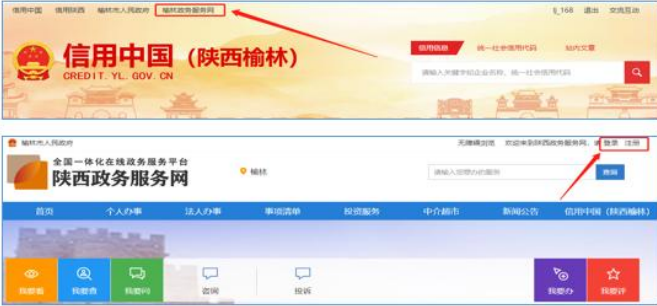 信用中国 信用陕西 榆林市人民政府 榆林政务服务网
§_168 退出 交流互动
信用中国（陕西榆林）
CREDIT. YL. GOV. CN
信用信息 统一社会信用代码 站内文章
请输入关键字如企业名称、统一社会信用代码
榆林市人民政府
无障碍浏览 欢迎来到陕西政务服务网，请 登录 注册
全国一体化在线政务服务平台
陕西政务服务网
榆林
请输入您要办的服务
查询
首页 个人办事 法人办事 事项清单 投资服务 中介超市 新闻公告 信用中国（陕西榆林）
我要看 我要查 我要问 咨询 投诉 我要办 我要评